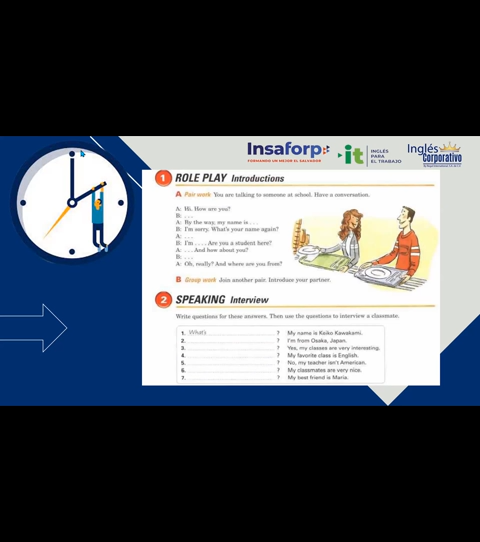 Insaforp
FORMANDO UN MEJOR EL SALVADOR
it
INGLÉS
PARA
EL TRABAJO
Inglés
Corporativo
1 ROLE PLAY Introductions
A Pair work You are talking to someone at school. Have a conversation.
A: Hi. How are you?
B: . . .
A: By the way, my name is . . .
B: I'm sorry. What's your name again?
A: . . .
B: I'm . . . . Are you a student here?
A: . . . And how about you?
B: . . .
A: Oh, really? And where are you from?
B Group work Join another pair. Introduce your partner.
2 SPEAKING Interview
Write questions for these answers. Then use the questions to interview a classmate.
1. What's ? My name is Keiko Kawakami.
2. ? I'm from Osaka, Japan.
3. ? Yes, my classes are very interesting.
4. ? My favorite class is English.
5. ? No, my teacher isn't American.
6. ? My classmates are very nice.
7. ? My best friend is Maria.